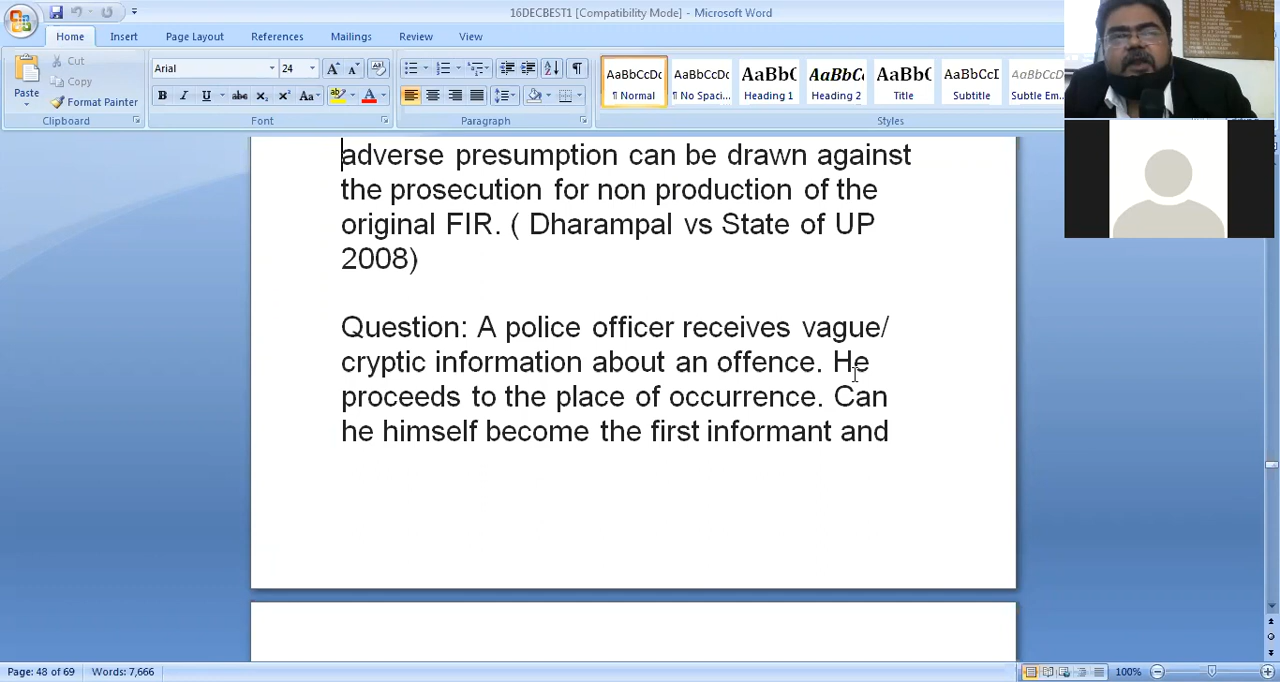 16DECBEST1 [Compatibility Mode] - Microsoft Word
Home Insert Page Layout References Mailings Review View
Paste
Cut
Copy
Format Painter
Clipboard
Arial 24
Font
Paragraph
AaBbCcDc AaBbCcDc AaBbC AaBbC AaBbC AaBbCcI AaBbCcDc
¶ Normal ¶ No Spaci... Heading 1 Heading 2 Title Subtitle Subtle Em...
Styles
adverse presumption can be drawn against
the prosecution for non production of the
original FIR. ( Dharampal vs State of UP
2008)
Question: A police officer receives vague/
cryptic information about an offence. He
proceeds to the place of occurrence. Can
he himself become the first informant and
Page: 48 of 69 Words: 7,666 100%